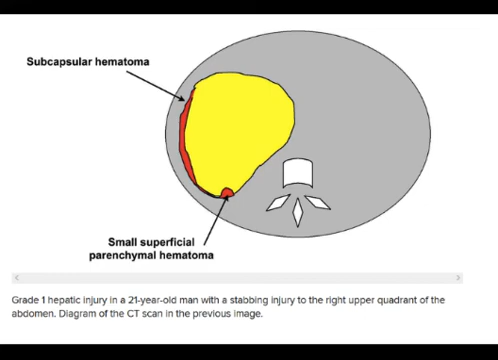 Subcapsular hematoma
Small superficial
parenchymal hematoma
Grade 1 hepatic injury in a 21-year-old man with a stabbing injury to the right upper quadrant of the
abdomen. Diagram of the CT scan in the previous image.